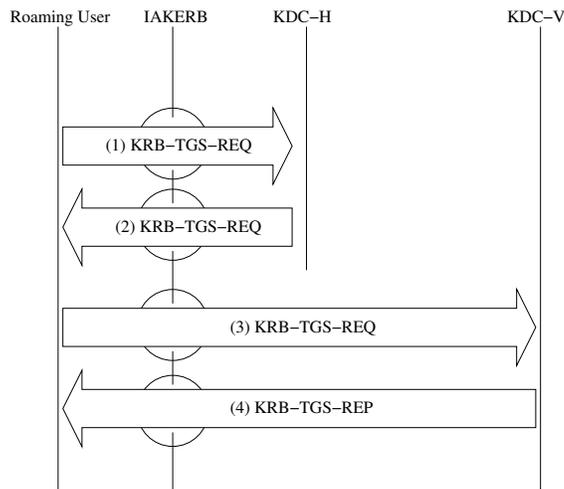 Roaming User IAKERB KDC−H KDC−V
(1) KRB−TGS−REQ
(2) KRB−TGS−REQ
(3) KRB−TGS−REQ
(4) KRB−TGS−REP